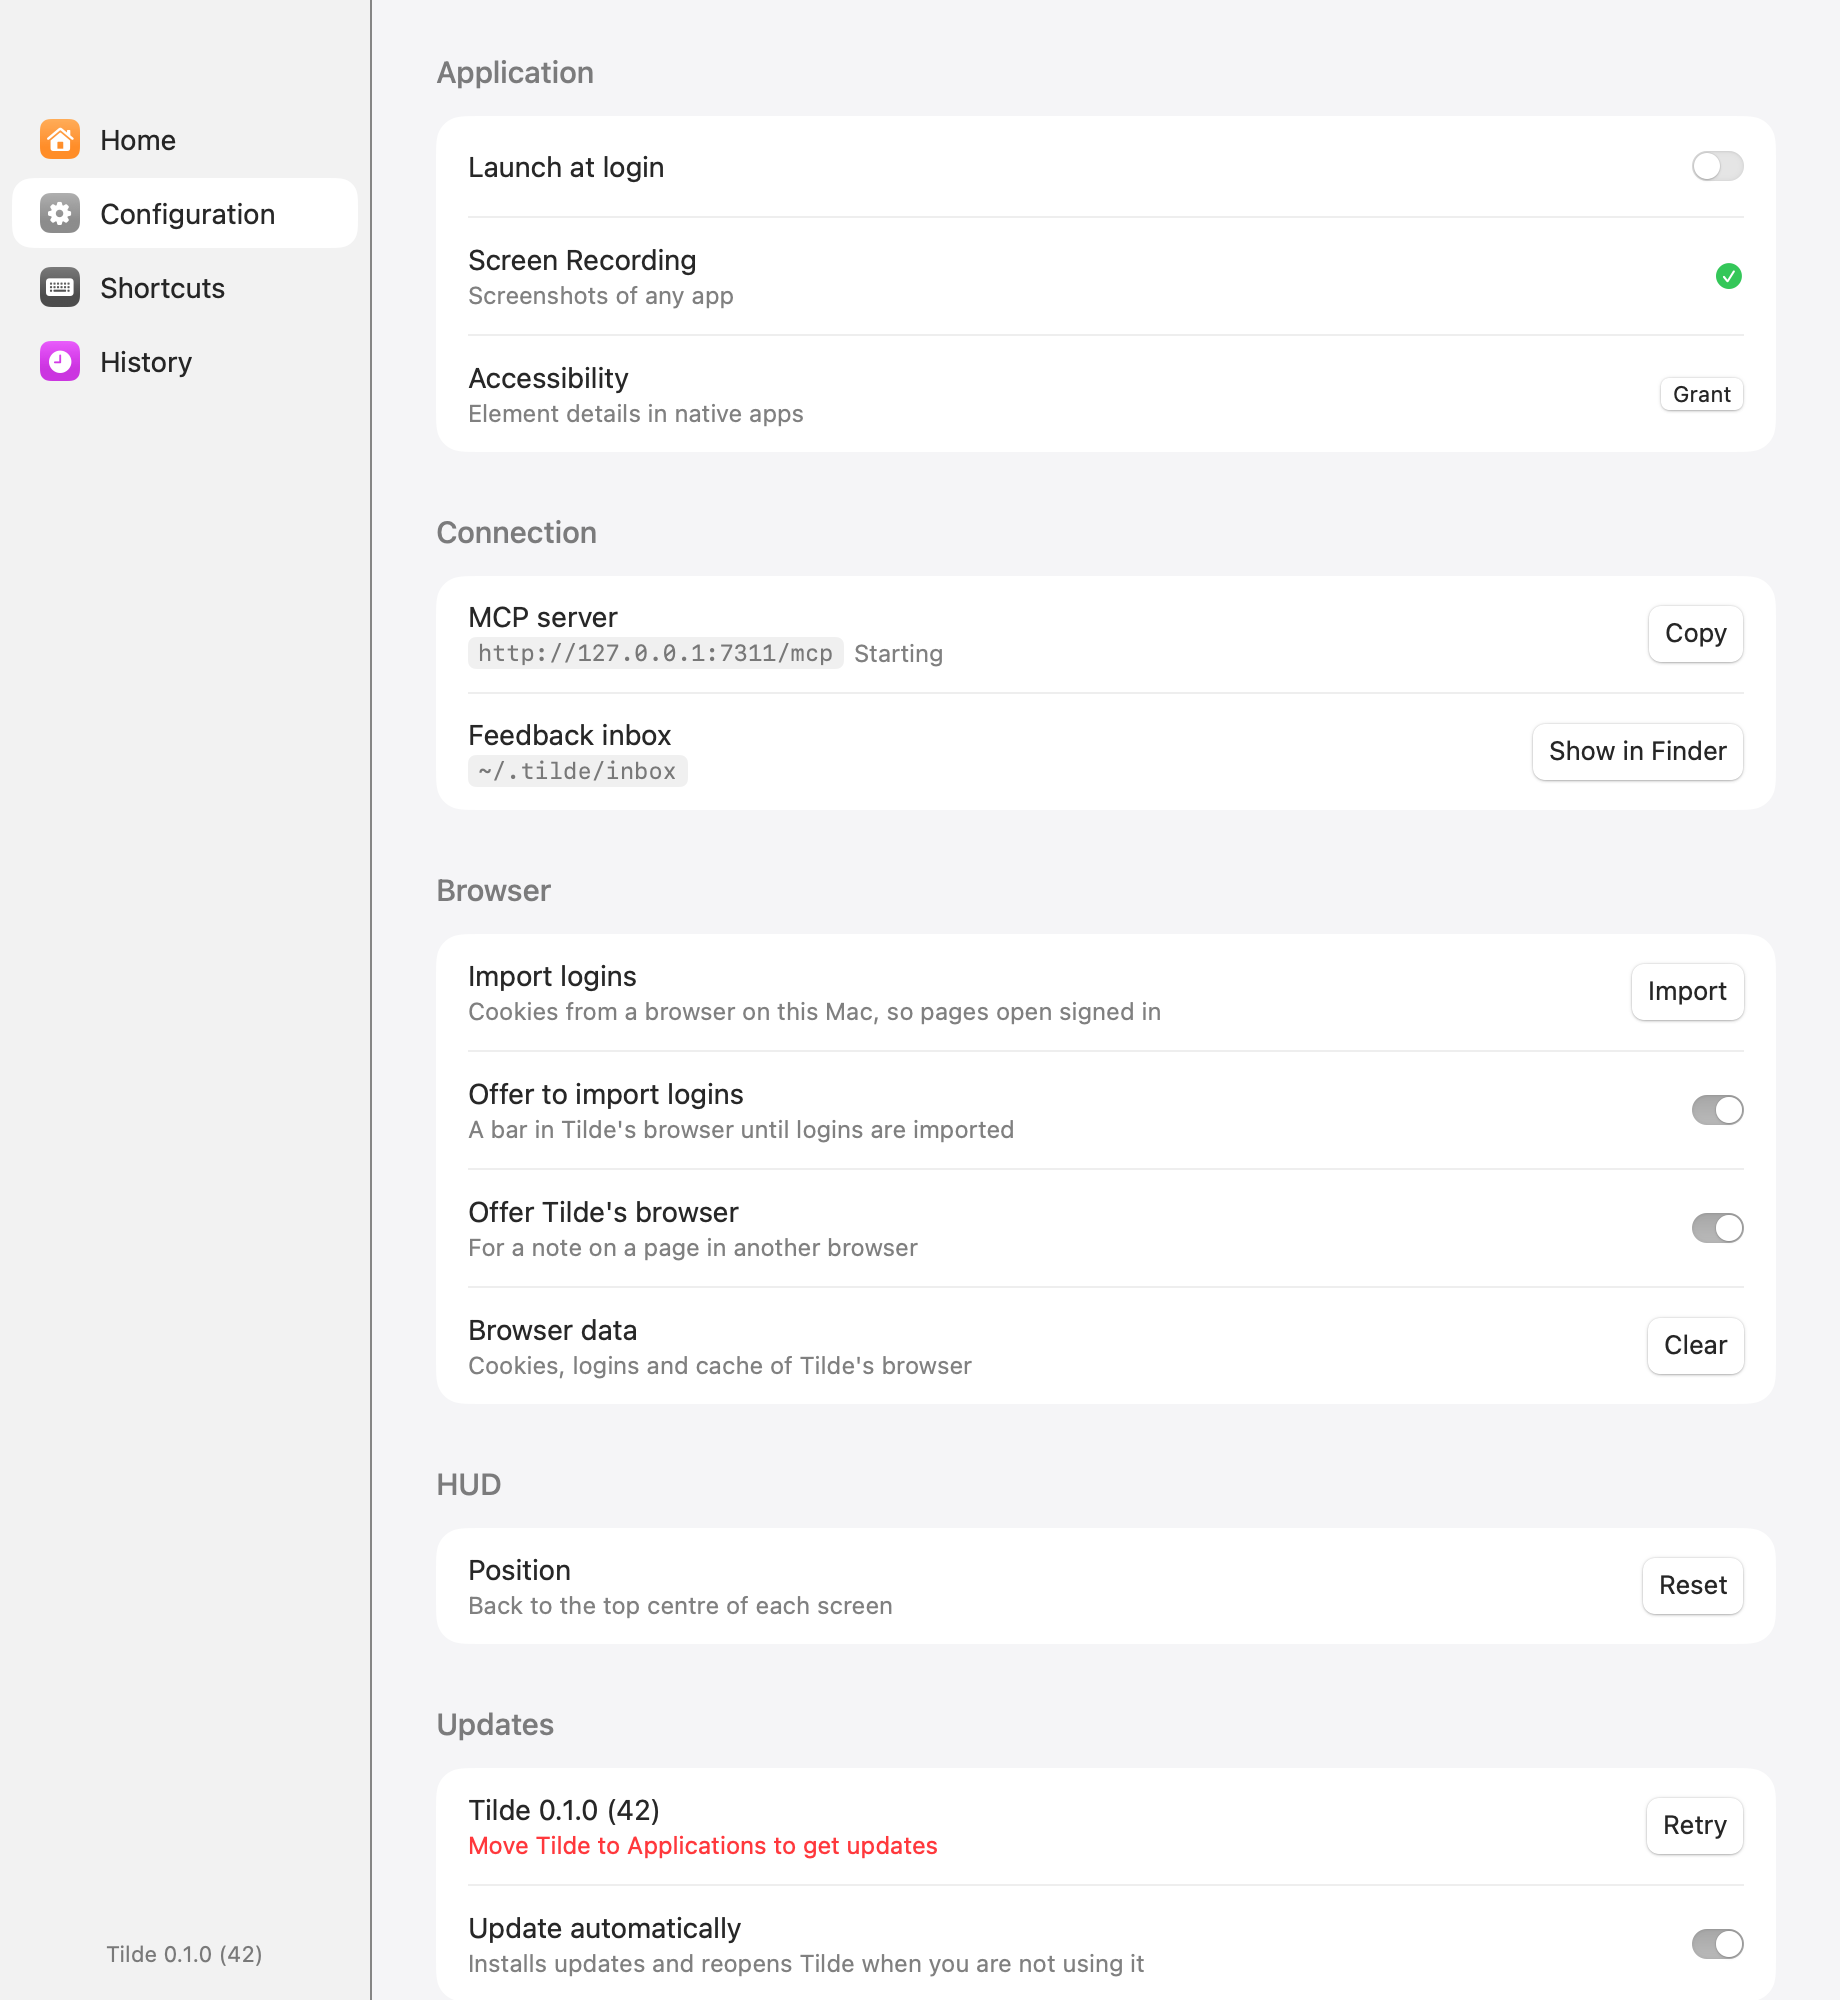 Home
Configuration
Shortcuts
History
Tilde 0.1.0 (42)
Application
Launch at login
Screen Recording
Screenshots of any app
Accessibility
Element details in native apps
Grant
Connection
MCP server
http://127.0.0.1:7311/mcp Starting
Copy
Feedback inbox
~/.tilde/inbox
Show in Finder
Browser
Import logins
Cookies from a browser on this Mac, so pages open signed in
Import
Offer to import logins
A bar in Tilde's browser until logins are imported
Offer Tilde's browser
For a note on a page in another browser
Browser data
Cookies, logins and cache of Tilde's browser
Clear
HUD
Position
Back to the top centre of each screen
Reset
Updates
Tilde 0.1.0 (42)
Move Tilde to Applications to get updates
Retry
Update automatically
Installs updates and reopens Tilde when you are not using it